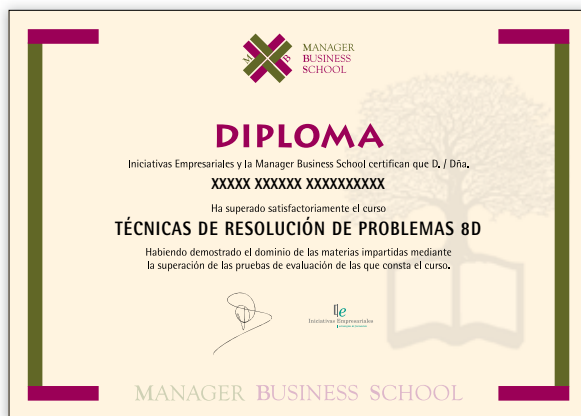 M B
MANAGER
BUSINESS
SCHOOL
DIPLOMA
Iniciativas Empresariales y la Manager Business School certifican que D. / Dña.
XXXXX XXXXXX XXXXXXXXXX
Ha superado satisfactoriamente el curso
TÉCNICAS DE RESOLUCIÓN DE PROBLEMAS 8D
Habiendo demostrado el dominio de las materias impartidas mediante
la superación de las pruebas de evaluación de las que consta el curso.
Ie
Iniciativas Empresariales
MANAGER BUSINESS SCHOOL